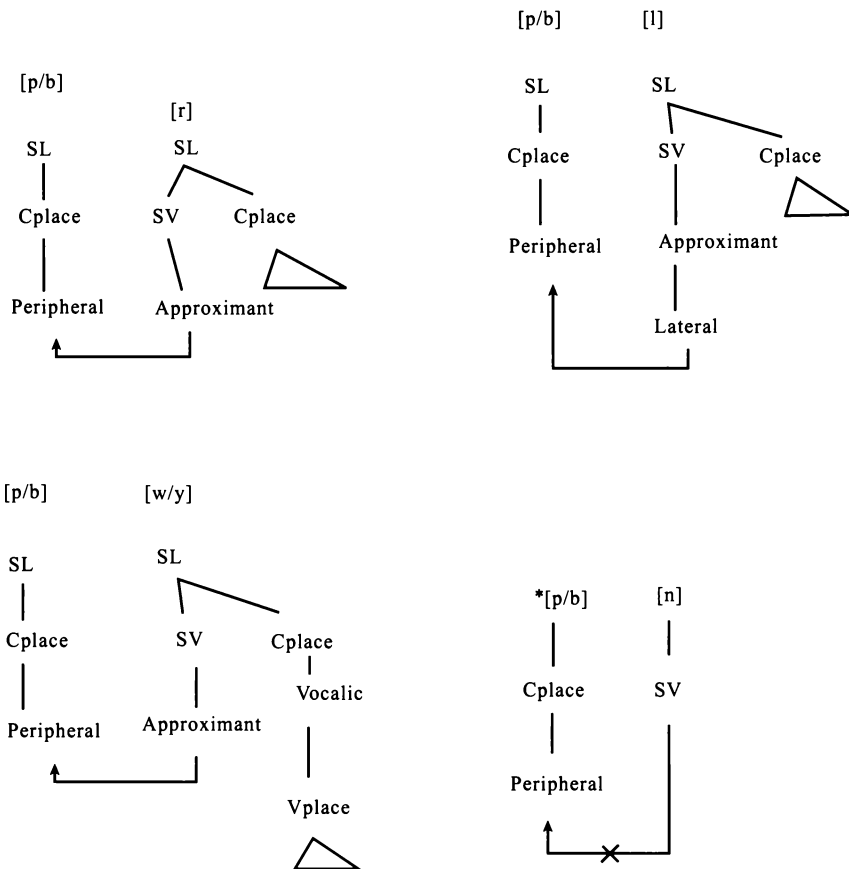 [p/b] [r]
SL SL
Cplace SV Cplace
Peripheral Approximant
[p/b] [l]
SL SL
Cplace SV Cplace
Peripheral Approximant
Lateral
[p/b] [w/y]
SL SL
Cplace SV Cplace
Vocalic
Peripheral Approximant
Vplace
*[p/b] [n]
Cplace SV
Peripheral